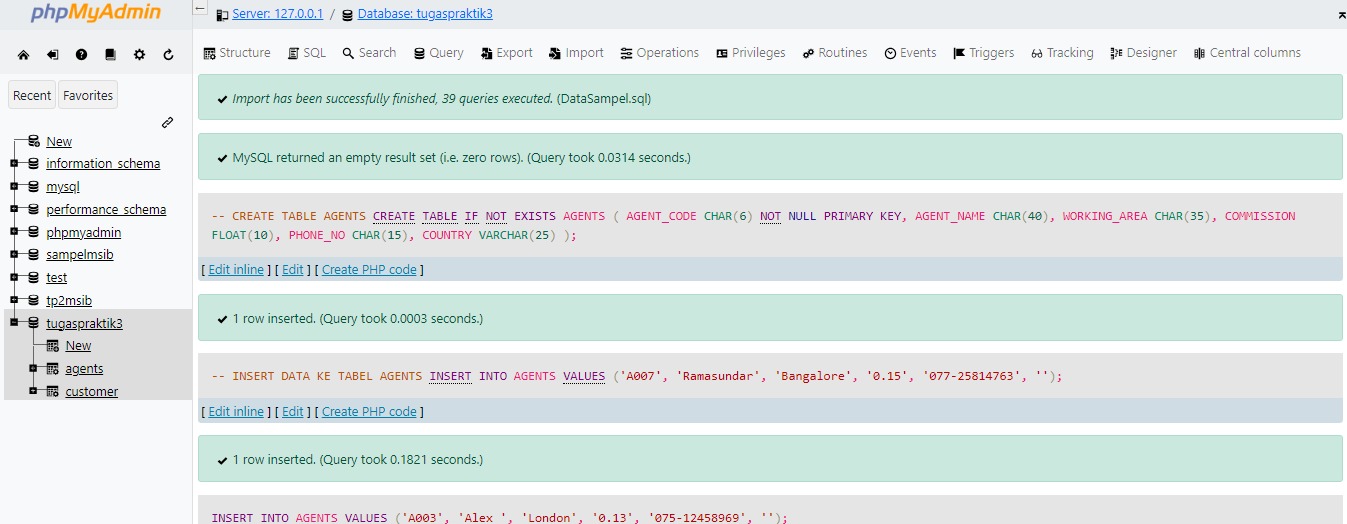 phpMyAdmin
Server: 127.0.0.1 / Database: tugaspraktik3
Structure SQL Search Query Export Import Operations Privileges Routines Events Triggers Tracking Designer Central columns
Recent Favorites
New
information_schema
mysql
performance_schema
phpmyadmin
sampelmsib
test
tp2msib
tugaspraktik3
New
agents
customer
Import has been successfully finished, 39 queries executed. (DataSampel.sql)
MySQL returned an empty result set (i.e. zero rows). (Query took 0.0314 seconds.)
-- CREATE TABLE AGENTS CREATE TABLE IF NOT EXISTS AGENTS ( AGENT_CODE CHAR(6) NOT NULL PRIMARY KEY, AGENT_NAME CHAR(40), WORKING_AREA CHAR(35), COMMISSION
FLOAT(10), PHONE_NO CHAR(15), COUNTRY VARCHAR(25) );
[ Edit inline ] [ Edit ] [ Create PHP code ]
1 row inserted. (Query took 0.0003 seconds.)
-- INSERT DATA KE TABEL AGENTS INSERT INTO AGENTS VALUES ('A007', 'Ramasundar', 'Bangalore', '0.15', '077-25814763', '');
[ Edit inline ] [ Edit ] [ Create PHP code ]
1 row inserted. (Query took 0.1821 seconds.)
INSERT INTO AGENTS VALUES ('A003', 'Alex ', 'London', '0.13', '075-12458969', '');